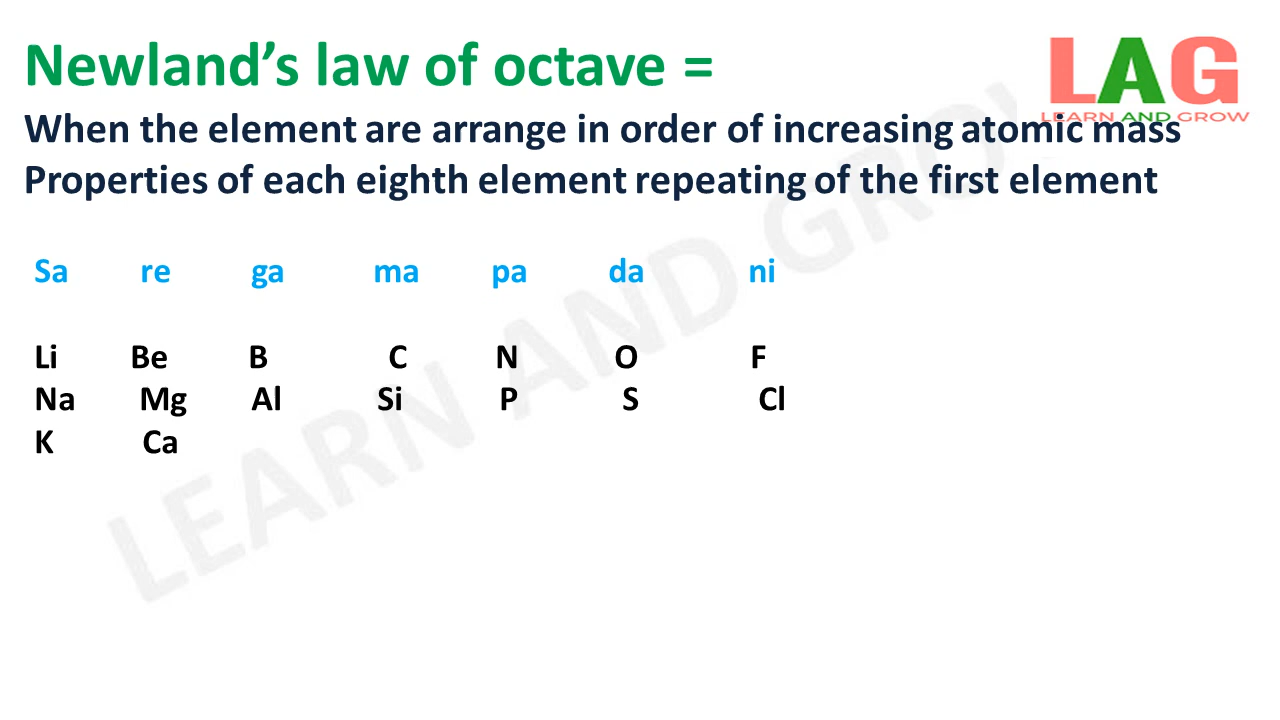 Newland’s law of octave =
LAG
LEARN AND GROW
When the element are arrange in order of increasing atomic mass
Properties of each eighth element repeating of the first element
Sa re ga ma pa da ni
Li Be B C N O F
Na Mg Al Si P S Cl
K Ca
LEARN AND GROW